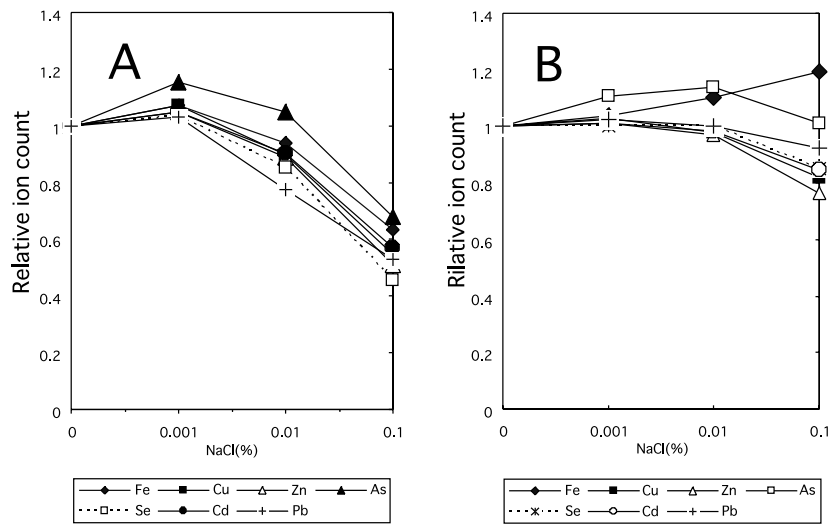 A
Relative ion count
1.4
1.2
1
0.8
0.6
0.4
0.2
0
0
0.001
0.01
0.1
NaCl(%)
Fe Cu Zn As
Se Cd Pb
B
Rilative ion count
1.4
1.2
1
0.8
0.6
0.4
0.2
0
0
0.001
0.01
0.1
NaCl(%)
Fe Cu Zn As
Se Cd Pb